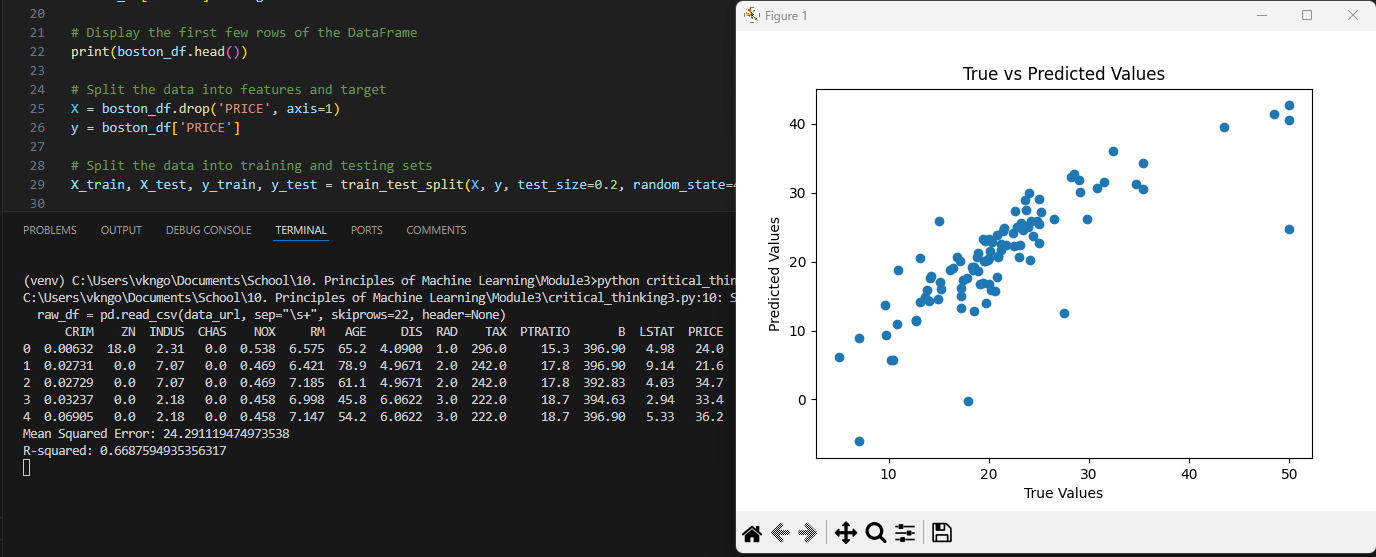 20
21 # Display the first few rows of the DataFrame
22 print(boston_df.head())
23
24 # Split the data into features and target
25 X = boston_df.drop('PRICE', axis=1)
26 y = boston_df['PRICE']
27
28 # Split the data into training and testing sets
29 X_train, X_test, y_train, y_test = train_test_split(X, y, test_size=0.2, random_state=
30
PROBLEMS OUTPUT DEBUG CONSOLE TERMINAL PORTS COMMENTS
(venv) C:\Users\vkngo\Documents\School\10. Principles of Machine Learning\Module3>python critical_thin
C:\Users\vkngo\Documents\School\10. Principles of Machine Learning\Module3\critical_thinking3.py:10: S
raw_df = pd.read_csv(data_url, sep="\s+", skiprows=22, header=None)
CRIM ZN INDUS CHAS NOX RM AGE DIS RAD TAX PTRATIO B LSTAT PRICE
0 0.00632 18.0 2.31 0.0 0.538 6.575 65.2 4.0900 1.0 296.0 15.3 396.90 4.98 24.0
1 0.02731 0.0 7.07 0.0 0.469 6.421 78.9 4.9671 2.0 242.0 17.8 396.90 9.14 21.6
2 0.02729 0.0 7.07 0.0 0.469 7.185 61.1 4.9671 2.0 242.0 17.8 392.83 4.03 34.7
3 0.03237 0.0 2.18 0.0 0.458 6.998 45.8 6.0622 3.0 222.0 18.7 394.63 2.94 33.4
4 0.06905 0.0 2.18 0.0 0.458 7.147 54.2 6.0622 3.0 222.0 18.7 396.90 5.33 36.2
Mean Squared Error: 24.291119474973538
R-squared: 0.6687594935356317
Figure 1
True vs Predicted Values
Predicted Values
40
30
20
10
0
10 20 30 40 50
True Values